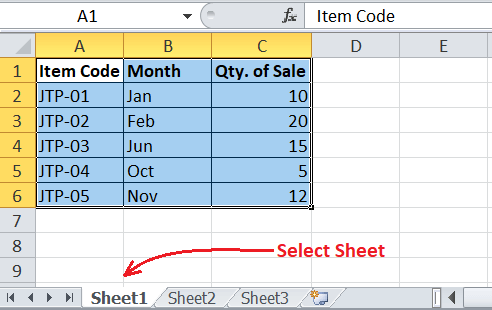 A1 fx Item Code
A B C D E
1 Item Code Month Qty. of Sale
2 JTP-01 Jan 10
3 JTP-02 Feb 20
4 JTP-03 Jun 15
5 JTP-04 Oct 5
6 JTP-05 Nov 12
7
8 Select Sheet
9
Sheet1 Sheet2 Sheet3